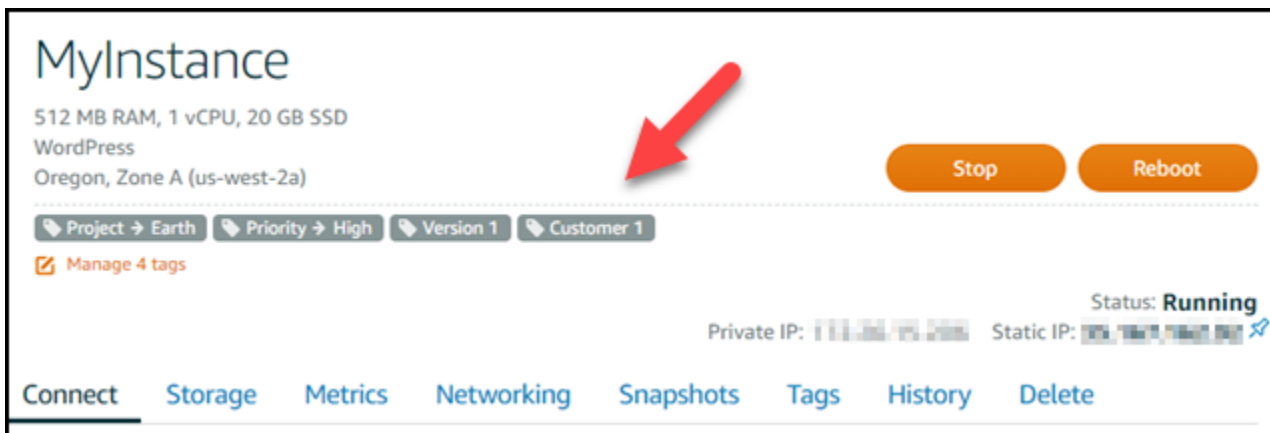 MyInstance
512 MB RAM, 1 vCPU, 20 GB SSD
WordPress
Oregon, Zone A (us-west-2a)
Stop Reboot
Project → Earth Priority → High Version 1 Customer 1
Manage 4 tags
Status: Running
Private IP: Static IP:
Connect Storage Metrics Networking Snapshots Tags History Delete